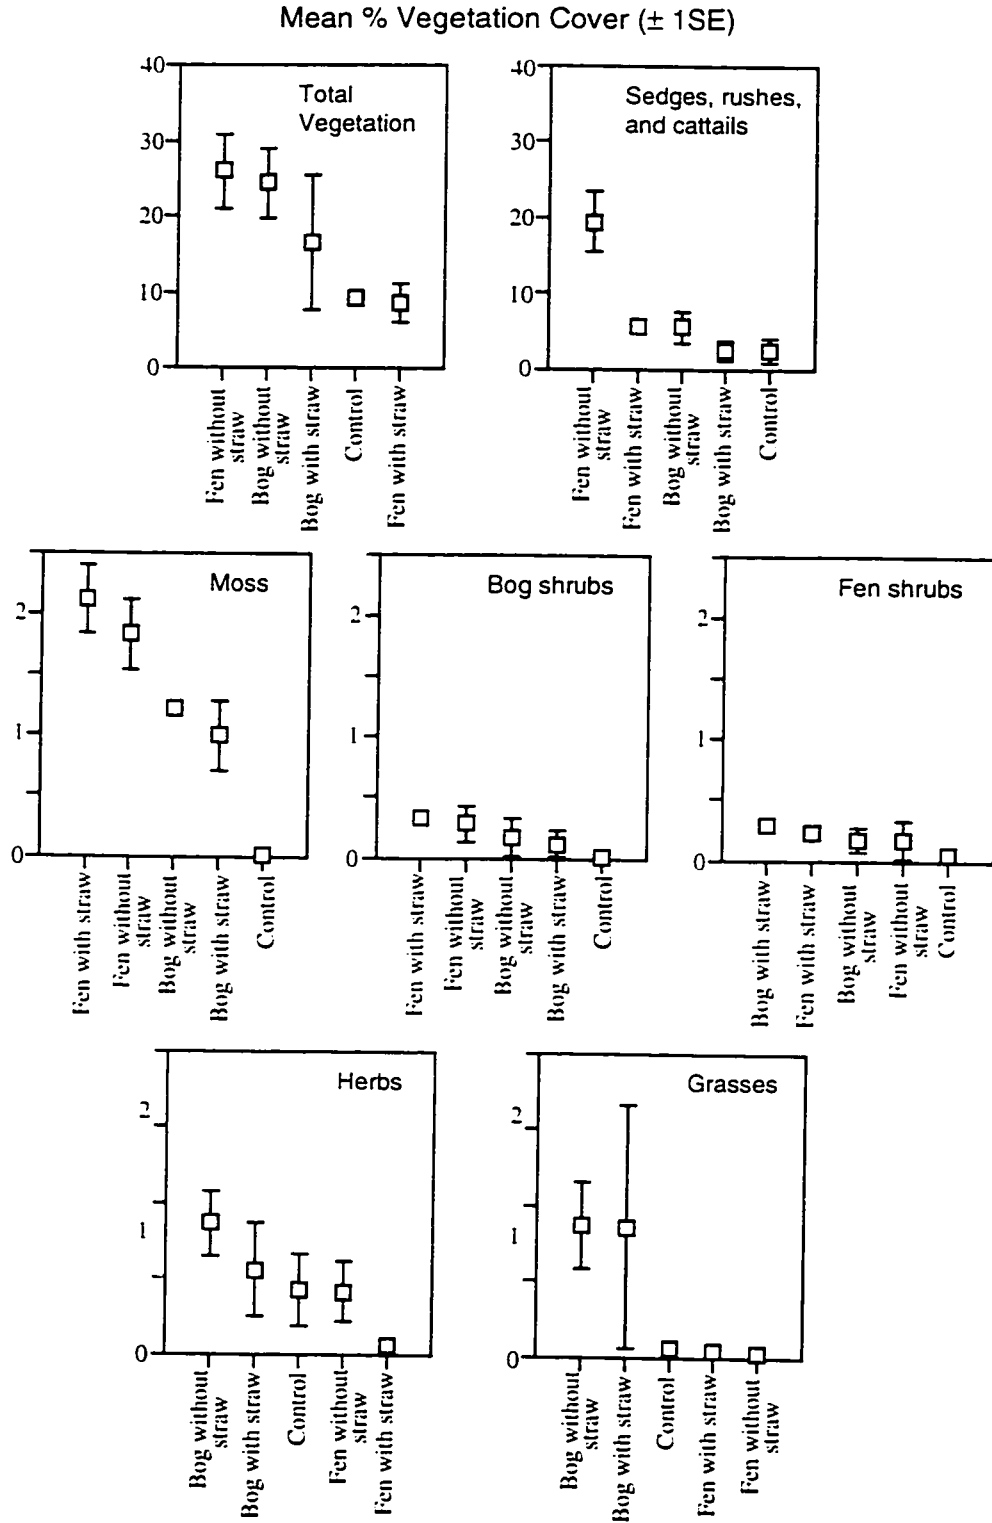 Mean % Vegetation Cover (± 1SE)
Total
Vegetation
40
30
20
10
0
Fen without
straw
Bog without
straw
Bog with straw
Control
Fen with straw
Sedges, rushes,
and cattails
40
30
20
10
0
Fen without
straw
Fen with straw
Bog without
straw
Bog with straw
Control
Moss
2
1
0
Fen with straw
Fen without
straw
Bog without
straw
Bog with straw
Control
Bog shrubs
2
1
0
Fen with straw
Fen without
straw
Bog without
straw
Bog with straw
Control
Fen shrubs
2
1
0
Bog with straw
Fen with straw
Bog without
straw
Fen without
straw
Control
Herbs
2
1
0
Bog without
straw
Bog with straw
Control
Fen without
straw
Fen with straw
Grasses
2
1
0
Bog without
straw
Bog with straw
Control
Fen with straw
Fen without
straw